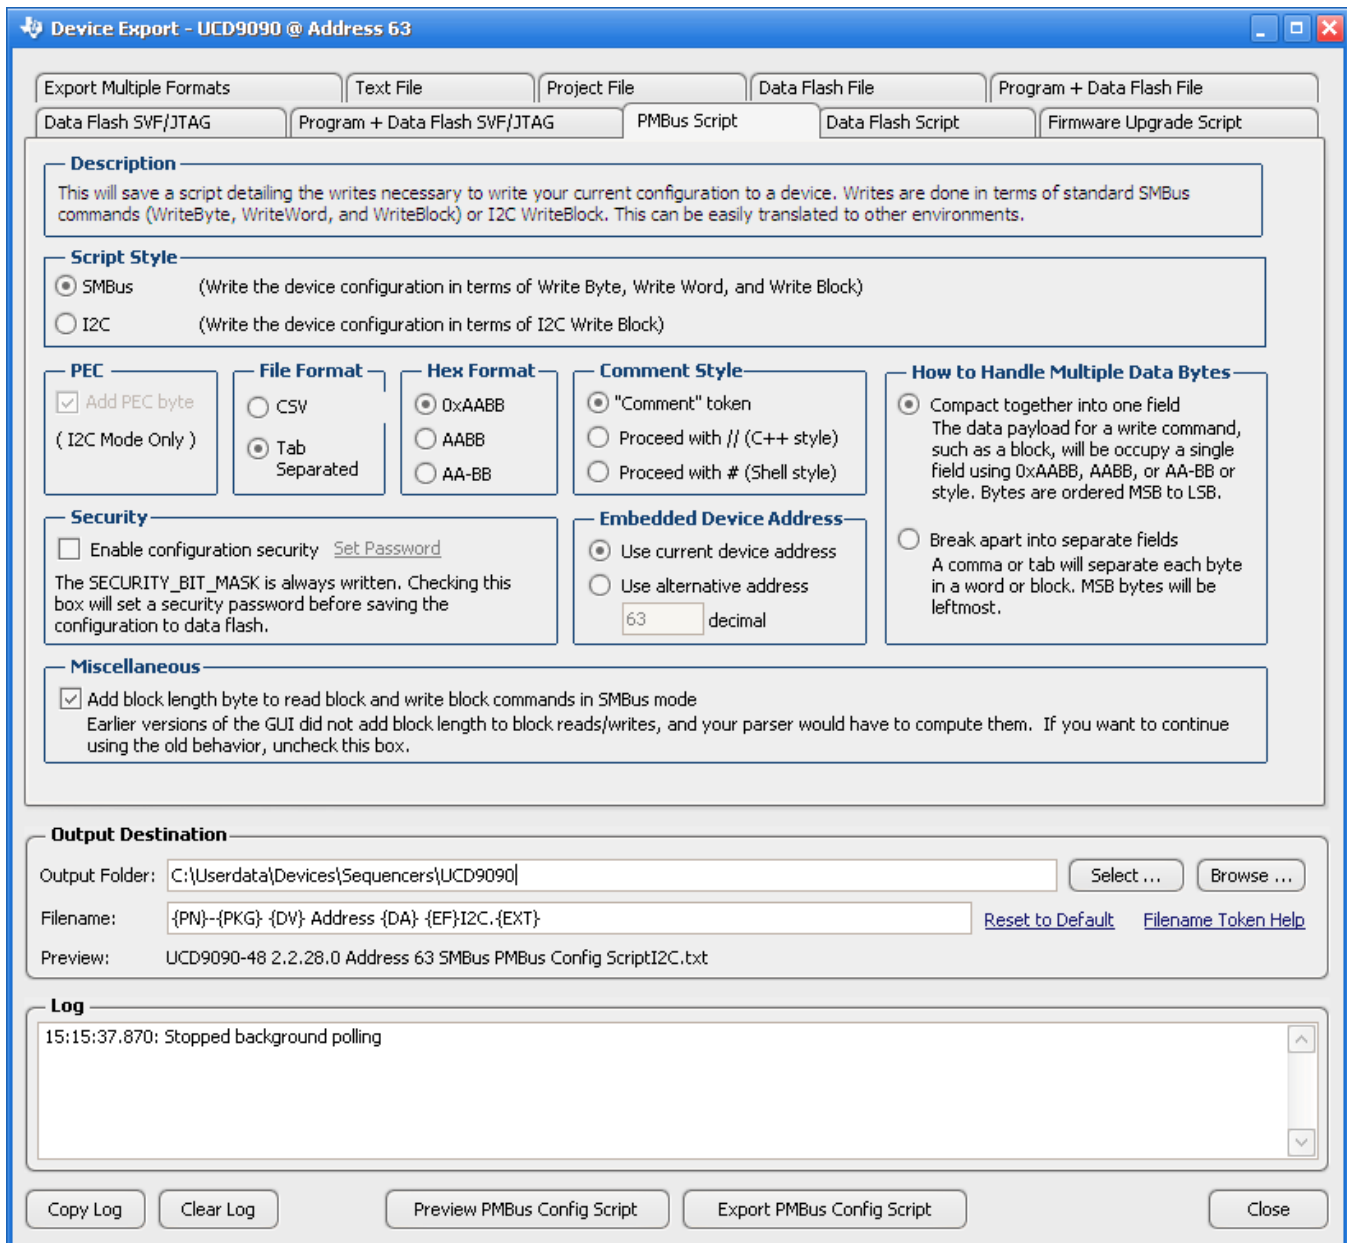 Device Export - UCD9090 @ Address 63
Export Multiple Formats
Text File
Project File
Data Flash File
Program + Data Flash File
Data Flash SVF/JTAG
Program + Data Flash SVF/JTAG
PMBus Script
Data Flash Script
Firmware Upgrade Script
Description
This will save a script detailing the writes necessary to write your current configuration to a device. Writes are done in terms of standard SMBus
commands (WriteByte, WriteWord, and WriteBlock) or I2C WriteBlock. This can be easily translated to other environments.
Script Style
SMBus (Write the device configuration in terms of Write Byte, Write Word, and Write Block)
I2C (Write the device configuration in terms of I2C Write Block)
PEC
Add PEC byte
( I2C Mode Only )
File Format
CSV
Tab
Separated
Hex Format
0xAABB
AABB
AA-BB
Comment Style
"Comment" token
Proceed with // (C++ style)
Proceed with # (Shell style)
How to Handle Multiple Data Bytes
Compact together into one field
The data payload for a write command,
such as a block, will be occupy a single
field using 0xAABB, AABB, or AA-BB or
style. Bytes are ordered MSB to LSB.
Break apart into separate fields
A comma or tab will separate each byte
in a word or block. MSB bytes will be
leftmost.
Security
Enable configuration security Set Password
The SECURITY_BIT_MASK is always written. Checking this
box will set a security password before saving the
configuration to data flash.
Embedded Device Address
Use current device address
Use alternative address
63 decimal
Miscellaneous
Add block length byte to read block and write block commands in SMBus mode
Earlier versions of the GUI did not add block length to block reads/writes, and your parser would have to compute them. If you want to continue
using the old behavior, uncheck this box.
Output Destination
Output Folder: C:\Userdata\Devices\Sequencers\UCD9090 Select ... Browse ...
Filename: {PN}-{PKG} {DV} Address {DA} {EF}I2C.{EXT} Reset to Default Filename Token Help
Preview: UCD9090-48 2.2.28.0 Address 63 SMBus PMBus Config ScriptI2C.txt
Log
15:15:37.870: Stopped background polling
Copy Log
Clear Log
Preview PMBus Config Script
Export PMBus Config Script
Close